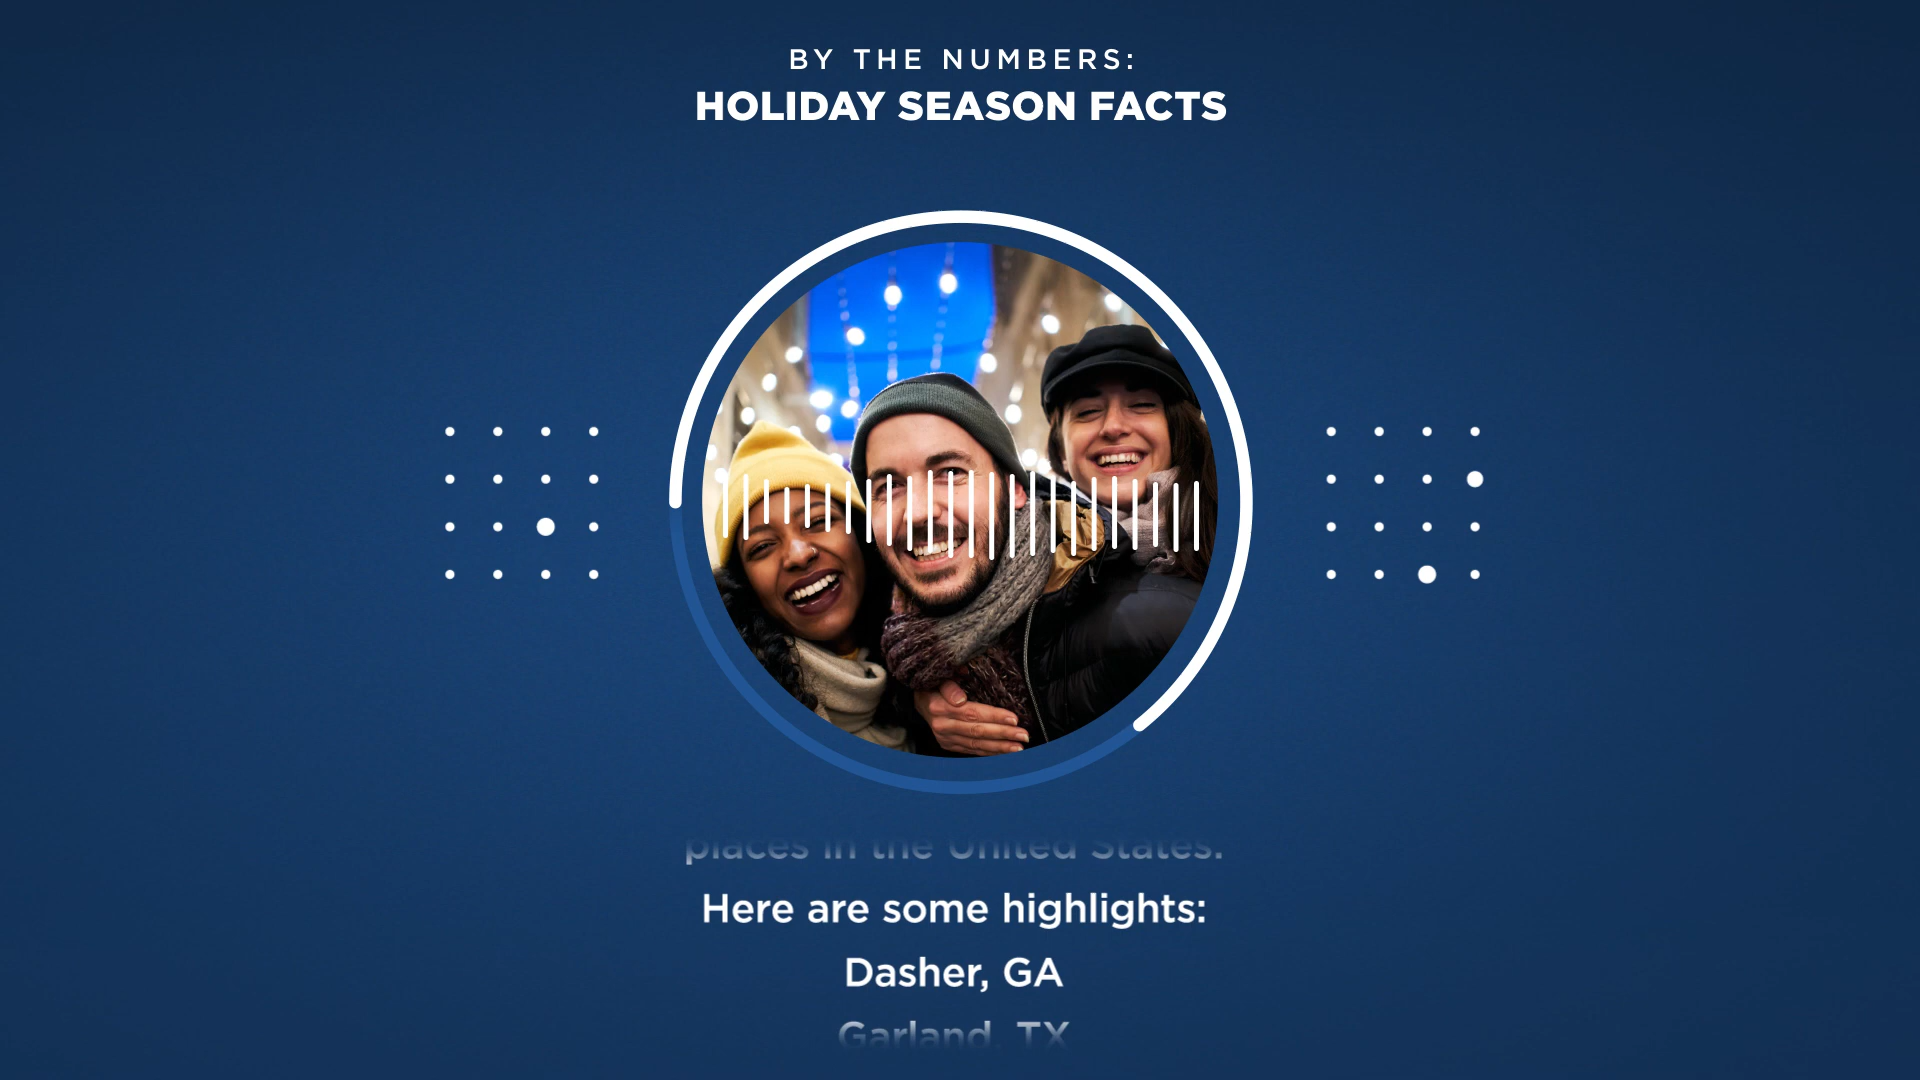 BY THE NUMBERS:
HOLIDAY SEASON FACTS
places in the United States.
Here are some highlights:
Dasher, GA
Garland, TX